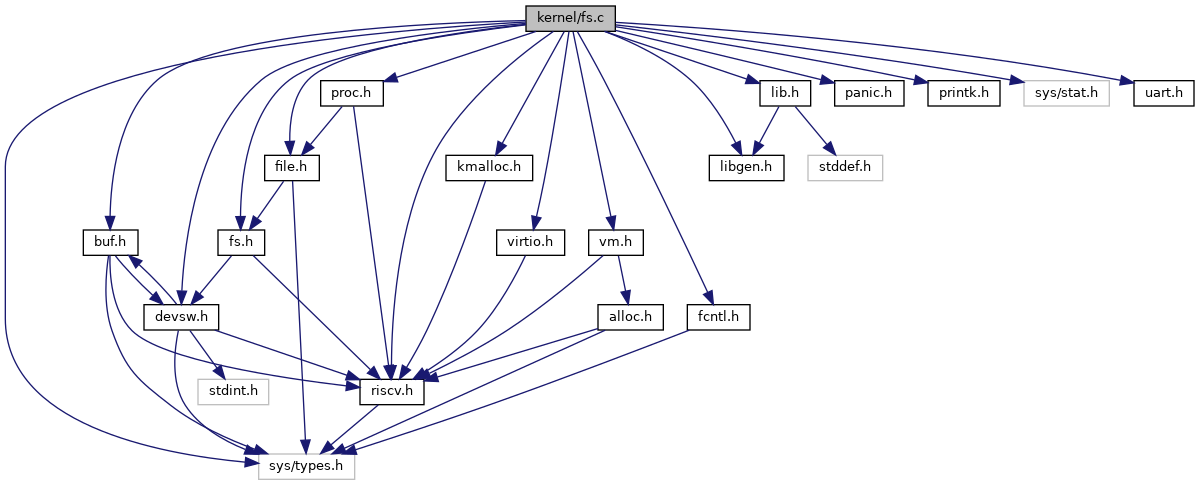 kernel/fs.c
proc.h
lib.h
panic.h
printk.h
sys/stat.h
uart.h
file.h
kmalloc.h
libgen.h
stddef.h
buf.h
fs.h
virtio.h
vm.h
devsw.h
alloc.h
fcntl.h
stdint.h
riscv.h
sys/types.h